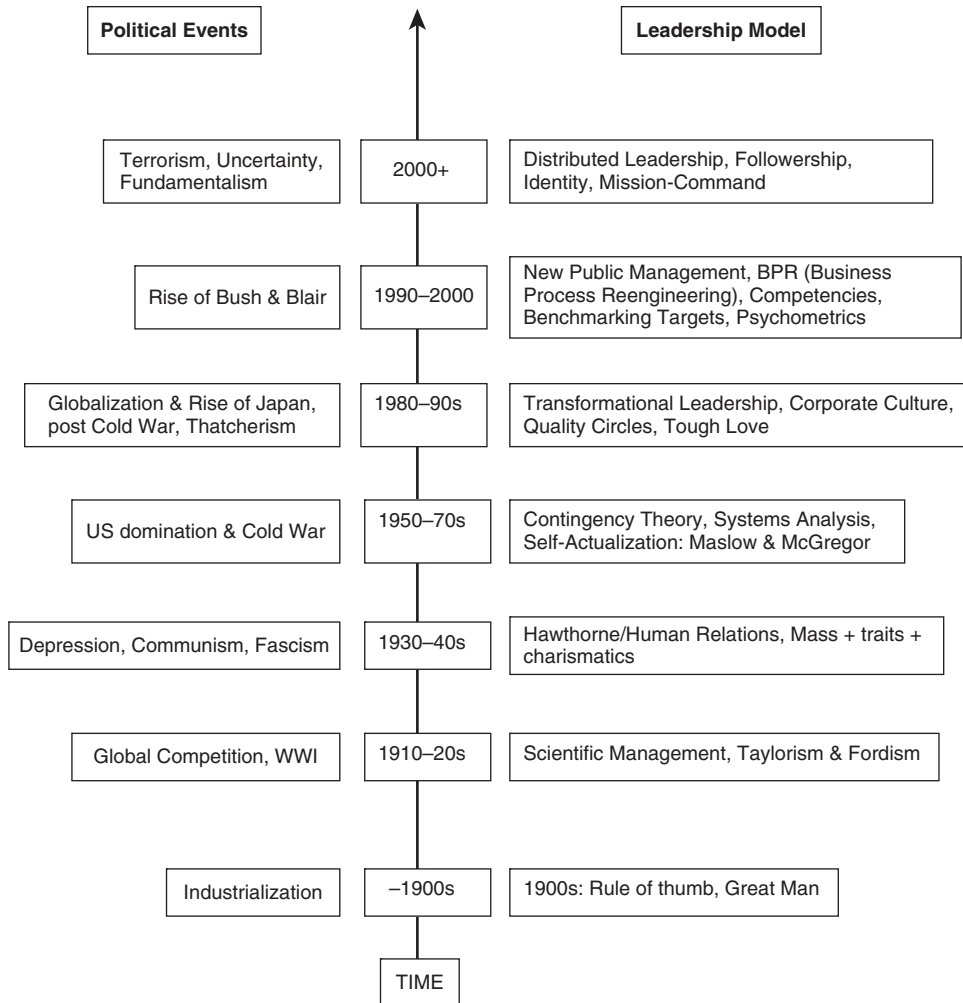 Political Events
Leadership Model
Terrorism, Uncertainty,
Fundamentalism
2000+
Distributed Leadership, Followership,
Identity, Mission-Command
Rise of Bush & Blair
1990–2000
New Public Management, BPR (Business
Process Reengineering), Competencies,
Benchmarking Targets, Psychometrics
Globalization & Rise of Japan,
post Cold War, Thatcherism
1980–90s
Transformational Leadership, Corporate Culture,
Quality Circles, Tough Love
US domination & Cold War
1950–70s
Contingency Theory, Systems Analysis,
Self-Actualization: Maslow & McGregor
Depression, Communism, Fascism
1930–40s
Hawthorne/Human Relations, Mass + traits +
charismatics
Global Competition, WWI
1910–20s
Scientific Management, Taylorism & Fordism
Industrialization
–1900s
1900s: Rule of thumb, Great Man
TIME